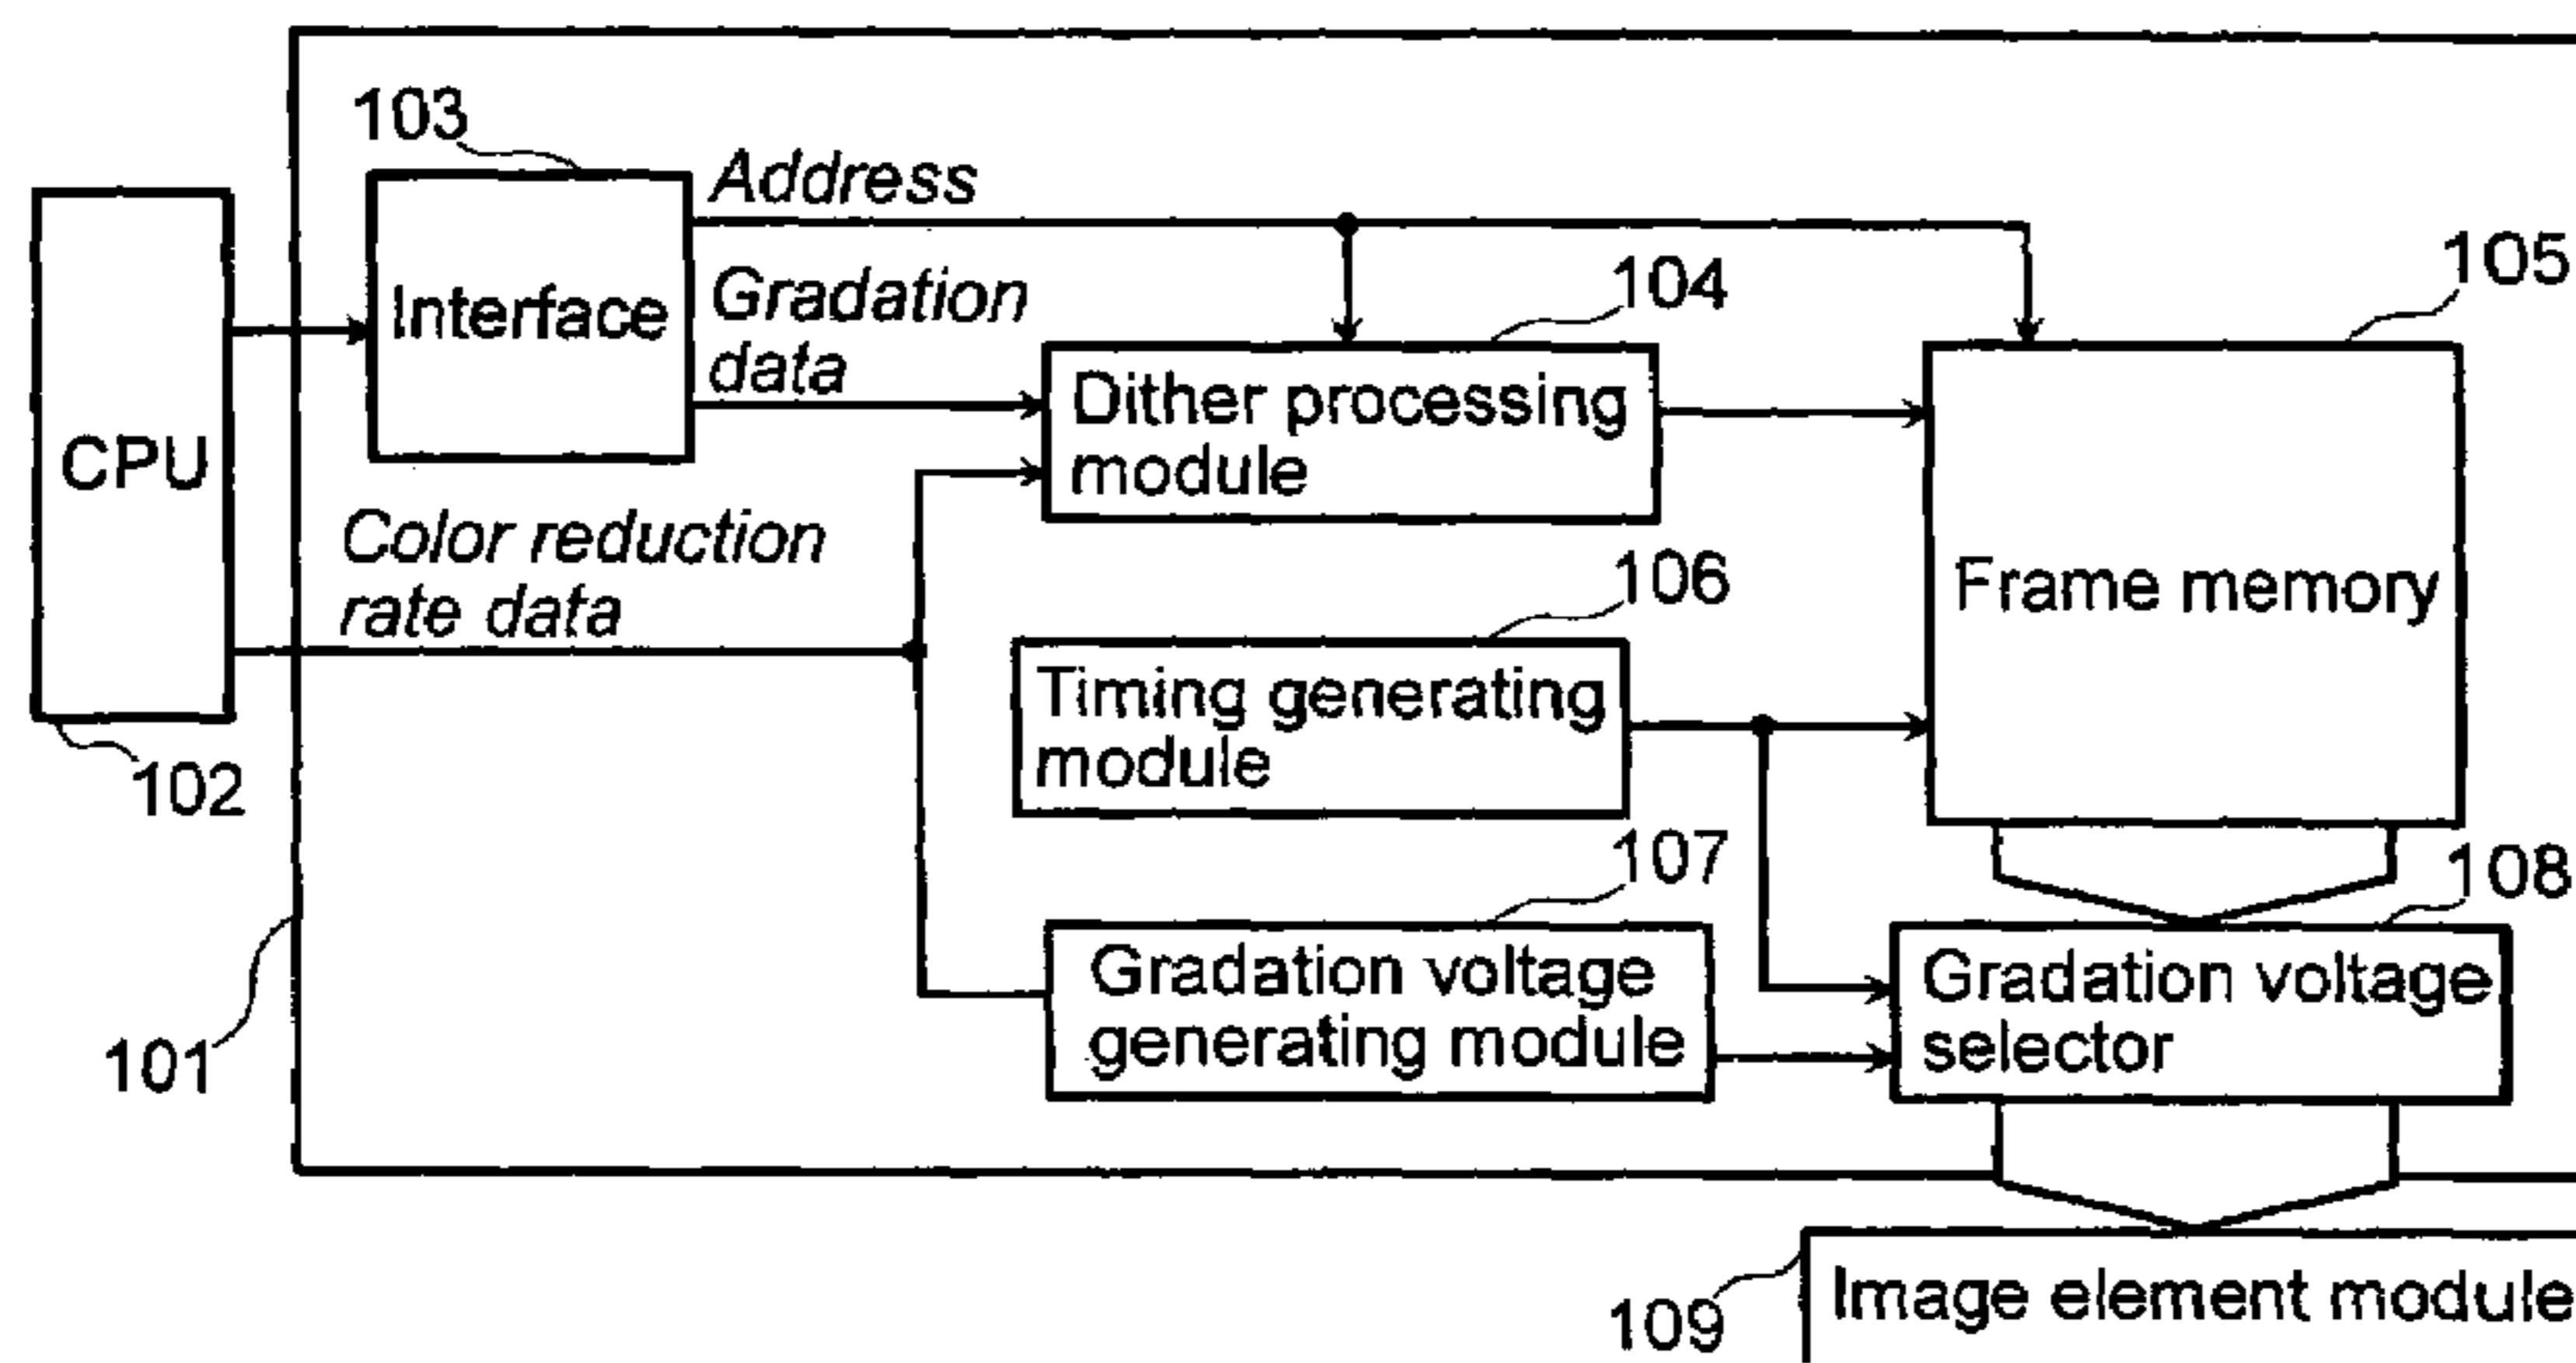 103
Address
Interface
Gradation
data
104
105
Dither processing
module
CPU
Color reduction
rate data
106
Frame memory
Timing generating
module
102
107
108
Gradation voltage
generating module
Gradation voltage
selector
101
109
Image element module